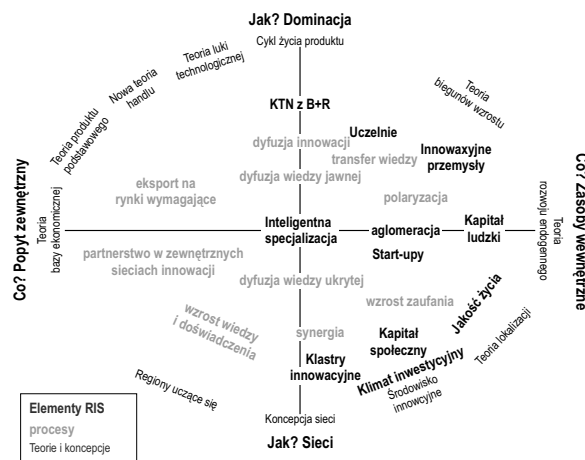 Jak? Dominacja
Cykl życia produktu
Teoria luki
technologicznej
Nowa teoria
handlu
Teoria produktu
podstawowego
Teoria
biegunów wzrostu
KTN z B+R
Uczelnie
dyfuzja innowacji
transfer wiedzy
Innowaxyjne
przemysły
dyfuzja wiedzy jawnej
eksport na
rynki wymagające
polaryzacja
Co? Popyt zewnętrzny
Teoria
bazy ekonomicznej
Inteligentna
specjalizacja
aglomeracja
Kapitał
ludzki
Teoria
rozwoju endogennego
Co? Zasoby wewnętrzne
Start-upy
partnerstwo w zewnętrznych
sieciach innowacji
dyfuzja wiedzy ukrytej
wzrost zaufania
Jakość życia
wzrost wiedzy
i doświadczenia
synergia
Kapitał
społeczny
Teoria lokalizacji
Klastry
innowacyjne
Klimat inwestycyjny
Środowisko
innowcyjne
Regiony uczące się
Koncepcja sieci
Jak? Sieci
Elementy RIS
procesy
Teorie i koncepcje